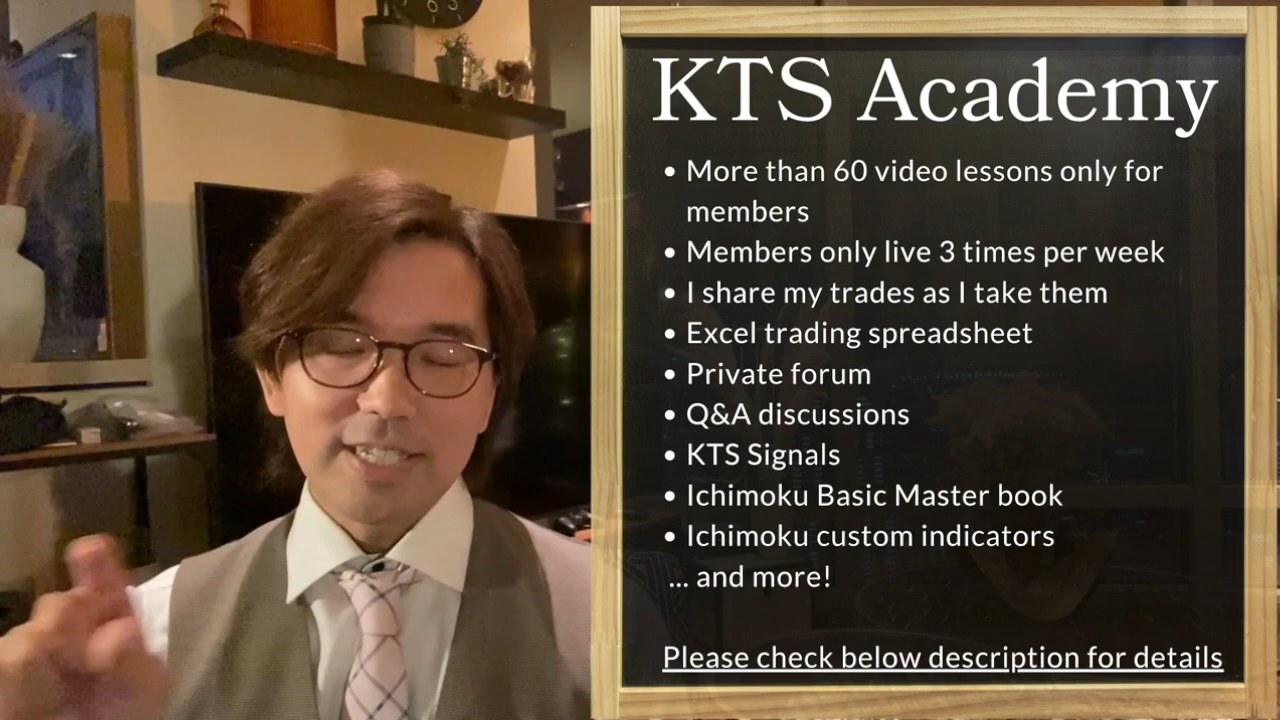 KTS Academy
• More than 60 video lessons only for
members
• Members only live 3 times per week
• I share my trades as I take them
• Excel trading spreadsheet
• Private forum
• Q&A discussions
• KTS Signals
• Ichimoku Basic Master book
• Ichimoku custom indicators
... and more!
Please check below description for details